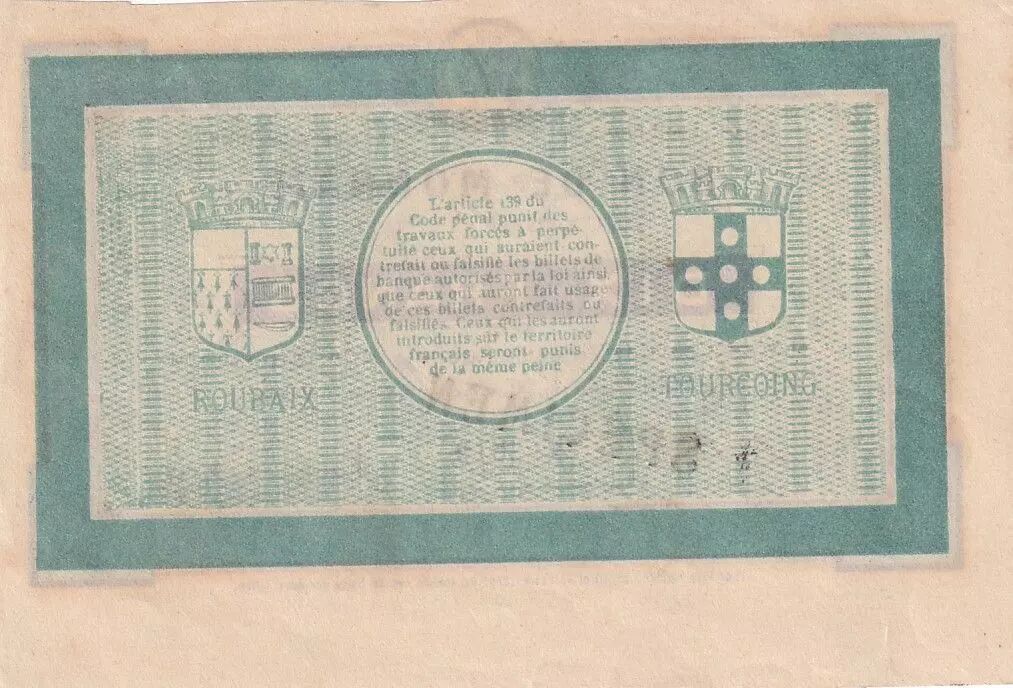 L'article 139 du
Code pénal punit des
travaux forcés à perpé-
tuité ceux qui auraient con-
trefait ou falsifié les billets de
banque autorisés par la loi ainsi
que ceux qui auront fait usage
de ces billets contrefaits ou
falsifiés. Ceux qui les auront
introduits sur le territoire
français seront punis
de la même peine
ROUBAIX
TOURCOING